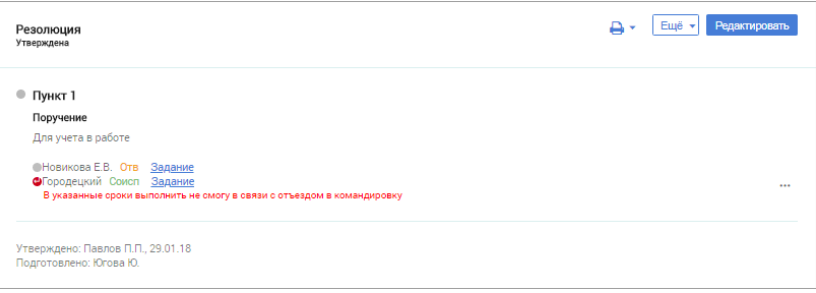 Резолюция
Утверждена
Ещё
Редактировать
Пункт 1
Поручение
Для учета в работе
Новикова Е.В. Отв Задание
Городецкий Соисп Задание
В указанные сроки выполнить не смогу в связи с отъездом в командировку
...
Утверждено: Павлов П.П., 29.01.18
Подготовлено: Югова Ю.